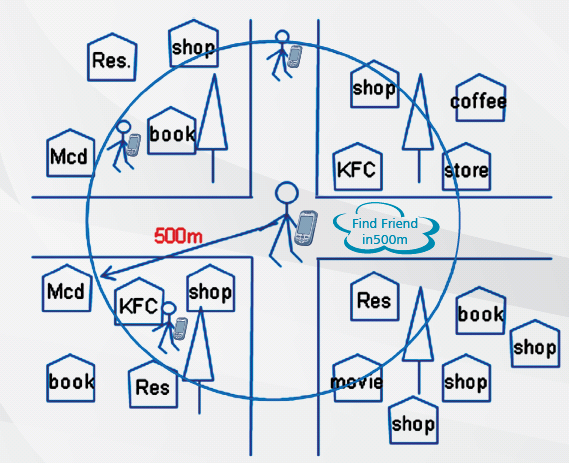 Res.
shop
Mcd
book
shop
coffee
KFC
store
500m
Find Friend
in500m
Mcd
KFC
shop
book
Res
Res
book
shop
movie
shop
shop